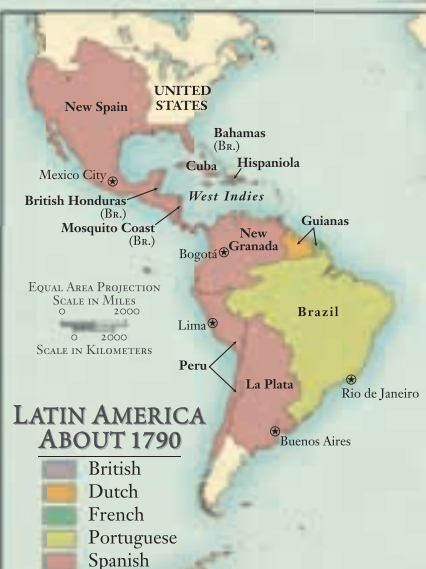 UNITED
STATES
New Spain
Bahamas
(BR.)
Cuba
Hispaniola
Mexico City
West Indies
British Honduras
(BR.)
Mosquito Coast
(BR.)
Guianas
New
Granada
Bogotá
EQUAL AREA PROJECTION
SCALE IN MILES
0 2000
0 2000
SCALE IN KILOMETERS
Brazil
Lima
Peru
La Plata
Rio de Janeiro
Buenos Aires
LATIN AMERICA
ABOUT 1790
British
Dutch
French
Portuguese
Spanish